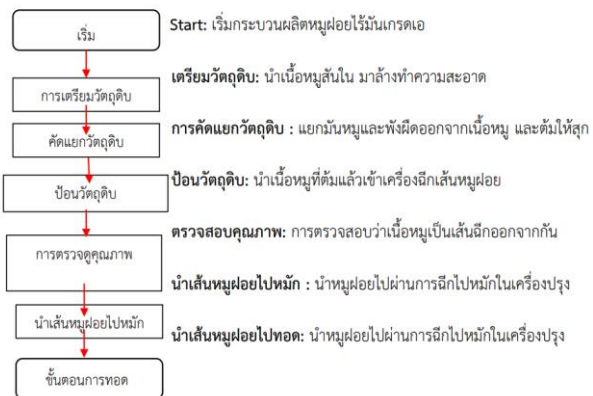 เริ่ม
Start: เริ่มกระบวนผลิตหมูฝอยไร้มันเกรดเอ
การเตรียมวัตถุดิบ
เตรียมวัตถุดิบ: นำเนื้อหมูสันใน มาล้างทำความสะอาด
คัดแยกวัตถุดิบ
การคัดแยกวัตถุดิบ : แยกมันหมูและพังผืดออกจากเนื้อหมู และต้มให้สุก
ป้อนวัตถุดิบ
ป้อนวัตถุดิบ: นำเนื้อหมูที่ต้มแล้วเข้าเครื่องฉีกเส้นหมูฝอย
การตรวจดูคุณภาพ
ตรวจสอบคุณภาพ: การตรวจสอบว่าเนื้อหมูเป็นเส้นฉีกออกจากกัน
นำเส้นหมูฝอยไปหมัก
นำเส้นหมูฝอยไปหมัก : นำหมูฝอยไปผ่านการฉีกไปหมักในเครื่องปรุง
นำเส้นหมูฝอยไปทอด: นำหมูฝอยไปผ่านการฉีกไปหมักในเครื่องปรุง
ขั้นตอนการทอด